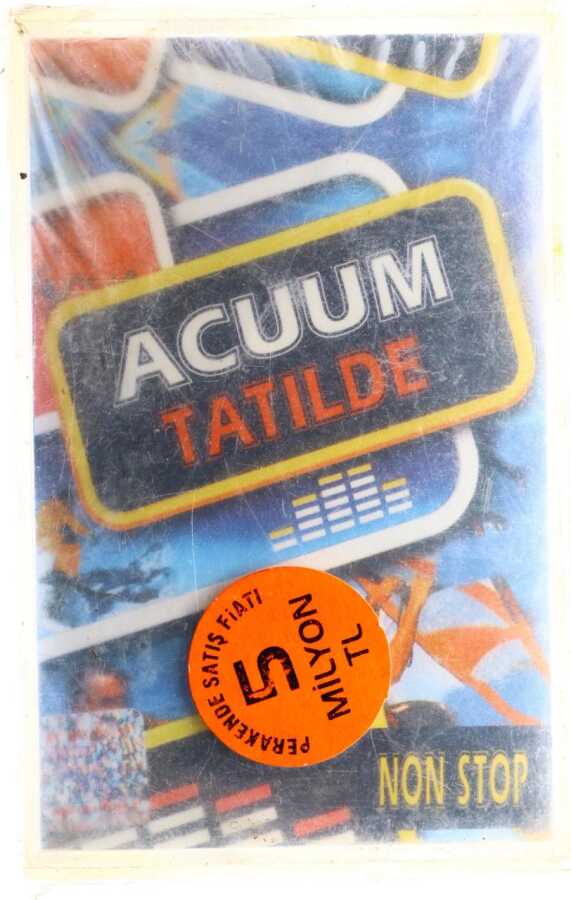 ACUUM
TATILDE
PERAKENDE SATIŞ FİATI
5
MİLYON
TL
NON STOP